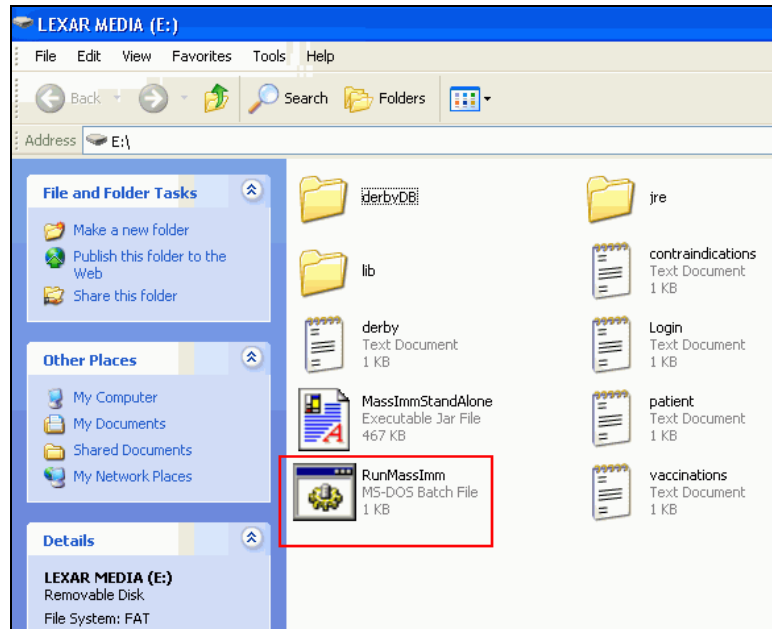 LEXAR MEDIA (E:)
File Edit View Favorites Tools Help
Back Search Folders
Address E:\
File and Folder Tasks
Make a new folder
Publish this folder to the
Web
Share this folder
Other Places
My Computer
My Documents
Shared Documents
My Network Places
Details
LEXAR MEDIA (E:)
Removable Disk
File System: FAT
derbyDB
jre
lib
contraindications
Text Document
1 KB
derby
Text Document
1 KB
Login
Text Document
1 KB
MassImmStandAlone
Executable Jar File
467 KB
patient
Text Document
1 KB
RunMassImm
MS-DOS Batch File
1 KB
vaccinations
Text Document
1 KB